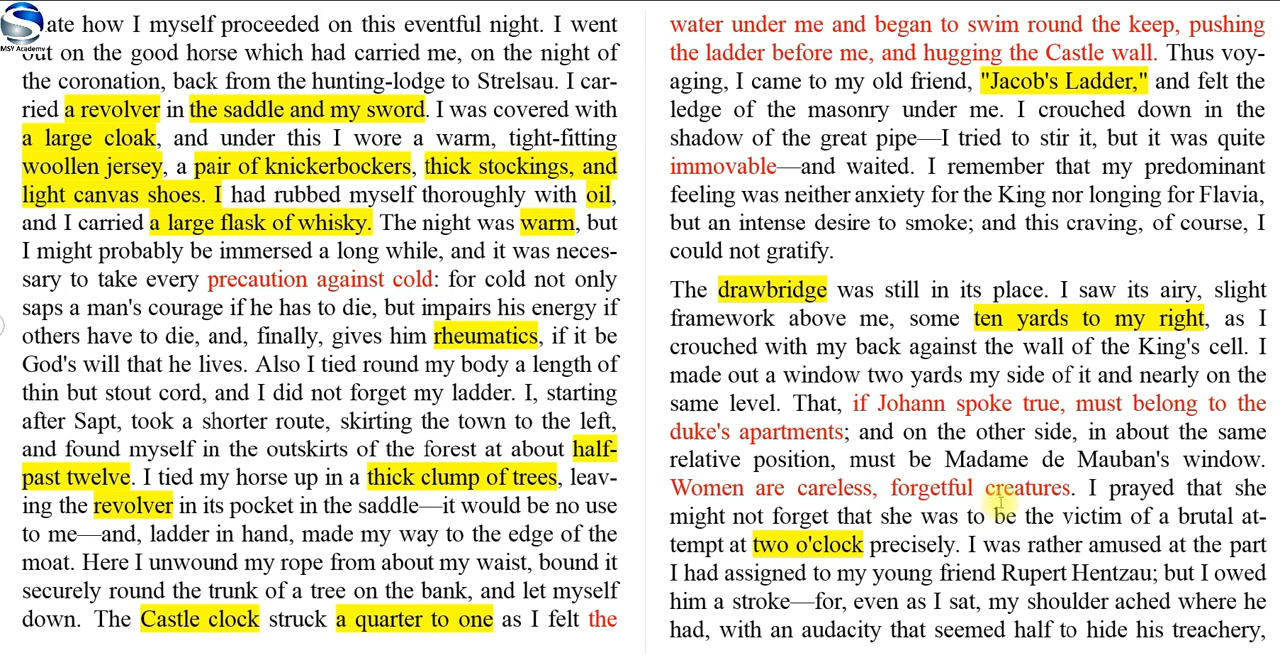 MSY Academy
ate how I myself proceeded on this eventful night. I went
out on the good horse which had carried me, on the night of
the coronation, back from the hunting-lodge to Strelsau. I car-
ried a revolver in the saddle and my sword. I was covered with
a large cloak, and under this I wore a warm, tight-fitting
woollen jersey, a pair of knickerbockers, thick stockings, and
light canvas shoes. I had rubbed myself thoroughly with oil,
and I carried a large flask of whisky. The night was warm, but
I might probably be immersed a long while, and it was neces-
sary to take every precaution against cold: for cold not only
saps a man's courage if he has to die, but impairs his energy if
others have to die, and, finally, gives him rheumatics, if it be
God's will that he lives. Also I tied round my body a length of
thin but stout cord, and I did not forget my ladder. I, starting
after Sapt, took a shorter route, skirting the town to the left,
and found myself in the outskirts of the forest at about half-
past twelve. I tied my horse up in a thick clump of trees, leav-
ing the revolver in its pocket in the saddle—it would be no use
to me—and, ladder in hand, made my way to the edge of the
moat. Here I unwound my rope from about my waist, bound it
securely round the trunk of a tree on the bank, and let myself
down. The Castle clock struck a quarter to one as I felt the
water under me and began to swim round the keep, pushing
the ladder before me, and hugging the Castle wall. Thus voy-
aging, I came to my old friend, "Jacob's Ladder," and felt the
ledge of the masonry under me. I crouched down in the
shadow of the great pipe—I tried to stir it, but it was quite
immovable—and waited. I remember that my predominant
feeling was neither anxiety for the King nor longing for Flavia,
but an intense desire to smoke; and this craving, of course, I
could not gratify.
The drawbridge was still in its place. I saw its airy, slight
framework above me, some ten yards to my right, as I
crouched with my back against the wall of the King's cell. I
made out a window two yards my side of it and nearly on the
same level. That, if Johann spoke true, must belong to the
duke's apartments; and on the other side, in about the same
relative position, must be Madame de Mauban's window.
Women are careless, forgetful creatures. I prayed that she
might not forget that she was to be the victim of a brutal at-
tempt at two o'clock precisely. I was rather amused at the part
I had assigned to my young friend Rupert Hentzau; but I owed
him a stroke—for, even as I sat, my shoulder ached where he
had, with an audacity that seemed half to hide his treachery,